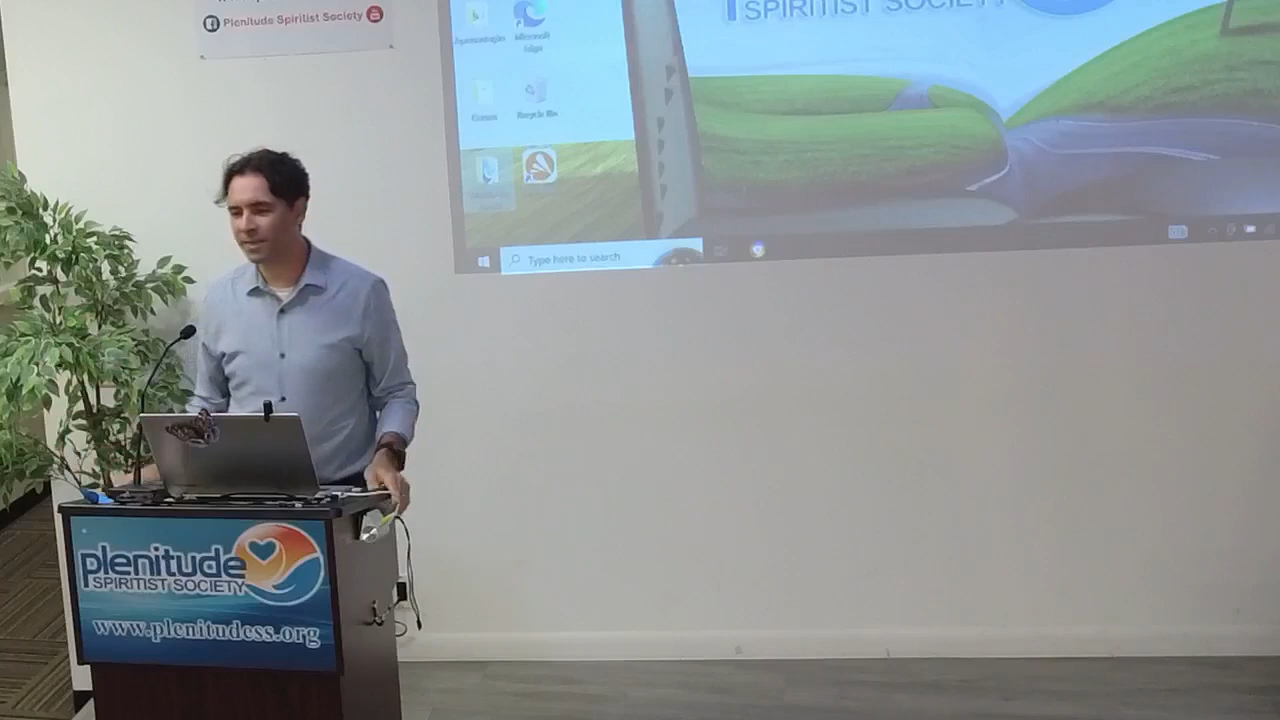 Plenitude Spiritist Society
SPIRITIST SOCIETY
Microsoft
Edge
Recycle Bin
Type here to search
plenitude
SPIRITIST SOCIETY
www.plenitudess.org